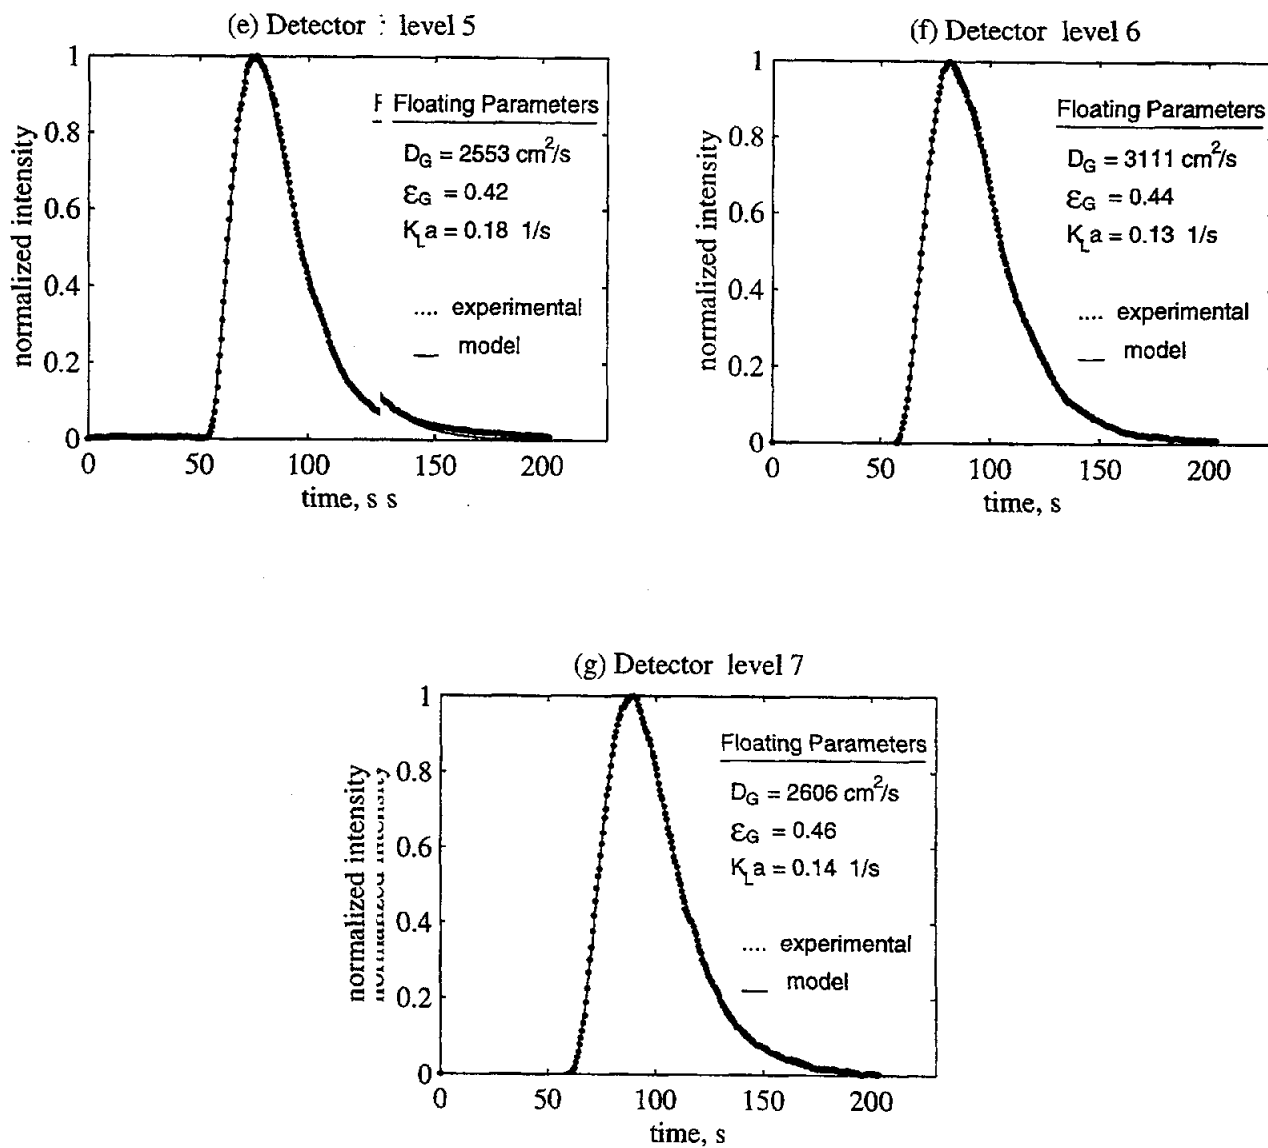 (e) Detector : level 5
1
0.8
0.6
0.4
0.2
0
normalized intensity
F Floating Parameters
D_G = 2553 cm²/s
ε_G = 0.42
K_L a = 0.18 1/s
.... experimental
__ model
0 50 100 150 200
time, s s
(f) Detector level 6
1
0.8
0.6
0.4
0.2
0
normalized intensity
Floating Parameters
D_G = 3111 cm²/s
ε_G = 0.44
K_L a = 0.13 1/s
.... experimental
__ model
0 50 100 150 200
time, s
(g) Detector level 7
1
0.8
0.6
0.4
0.2
0
normalized intensity
normalized intensity
Floating Parameters
D_G = 2606 cm²/s
ε_G = 0.46
K_L a = 0.14 1/s
.... experimental
__ model
0 50 100 150 200
time, s